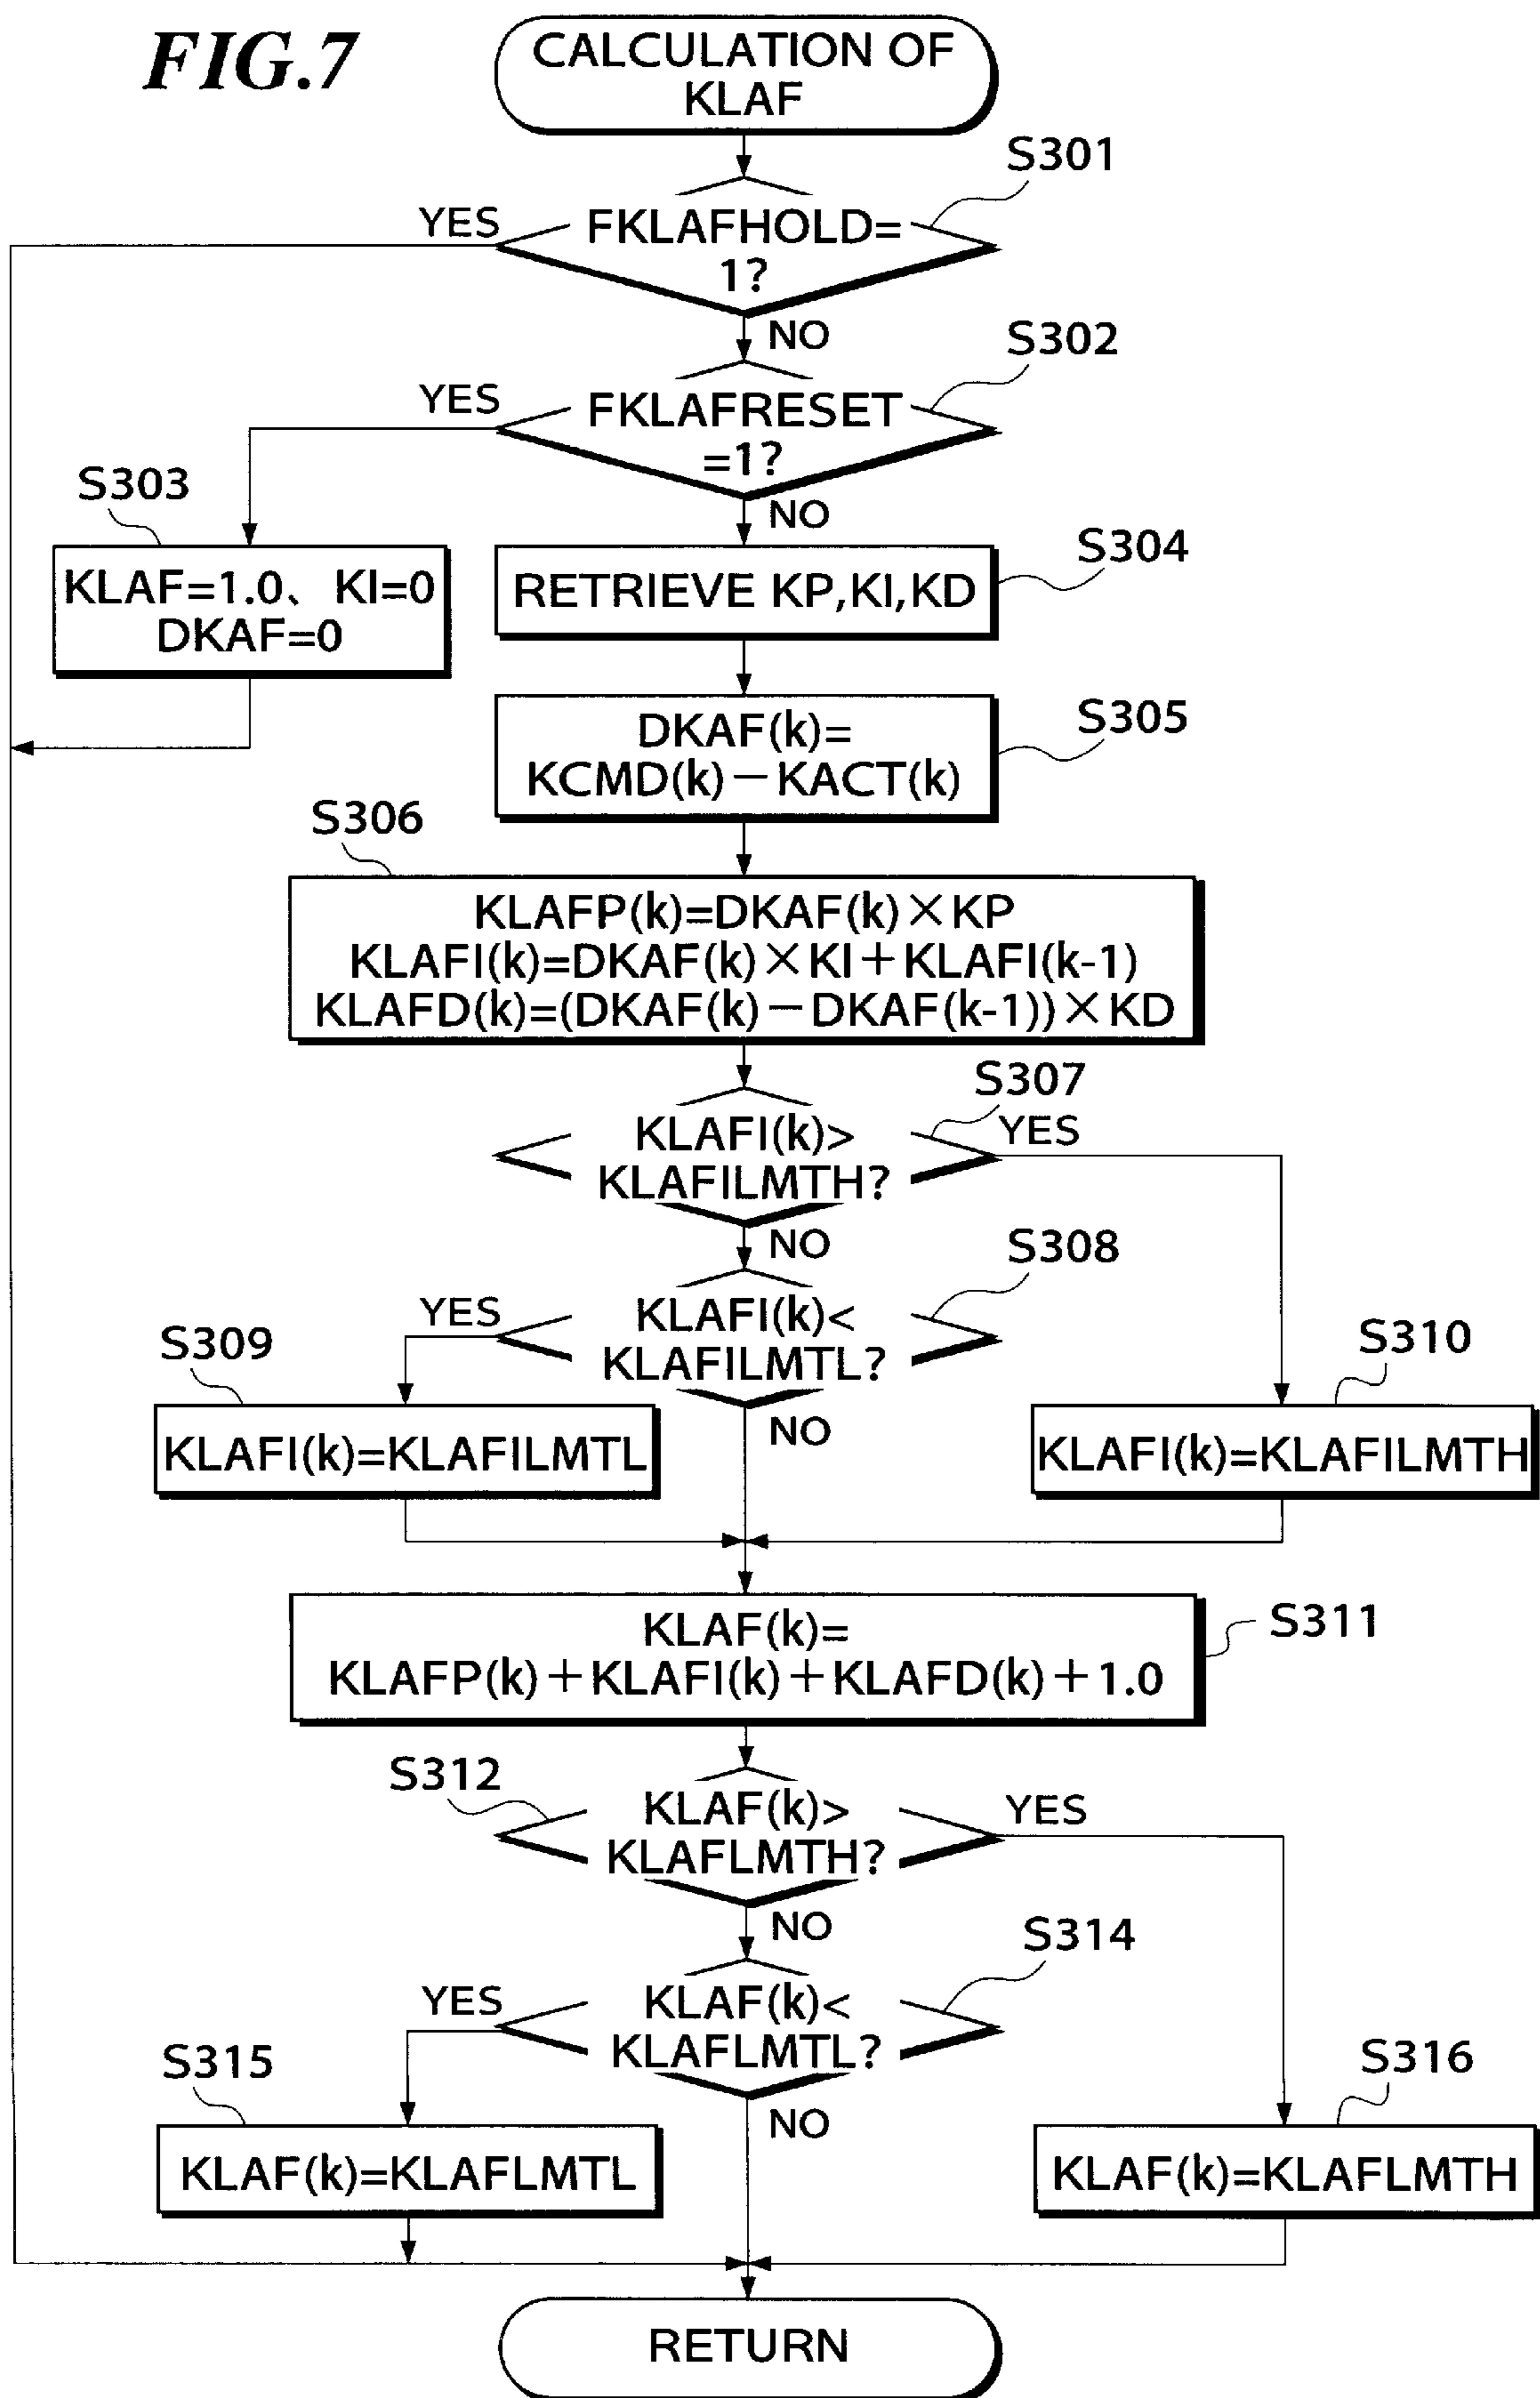 FIG.7
CALCULATION OF
KLAF
S301
YES
FKLAFHOLD=
1?
NO
S302
YES
FKLAFRESET
=1?
NO
S303
KLAF=1.0、 KI=0
DKAF=0
S304
RETRIEVE KP,KI,KD
S305
DKAF(k)=
KCMD(k)−KACT(k)
S306
KLAFP(k)=DKAF(k)×KP
KLAFI(k)=DKAF(k)×KI+KLAFI(k-1)
KLAFD(k)=(DKAF(k)−DKAF(k-1))×KD
S307
KLAFI(k)>
KLAFILMTH?
YES
NO
S308
YES
KLAFI(k)<
KLAFILMTL?
NO
S309
KLAFI(k)=KLAFILMTL
S310
KLAFI(k)=KLAFILMTH
S311
KLAF(k)=
KLAFP(k)+KLAFI(k)+KLAFD(k)+1.0
S312
KLAF(k)>
KLAFLMTH?
YES
NO
S314
YES
KLAF(k)<
KLAFLMTL?
NO
S315
KLAF(k)=KLAFLMTL
S316
KLAF(k)=KLAFLMTH
RETURN